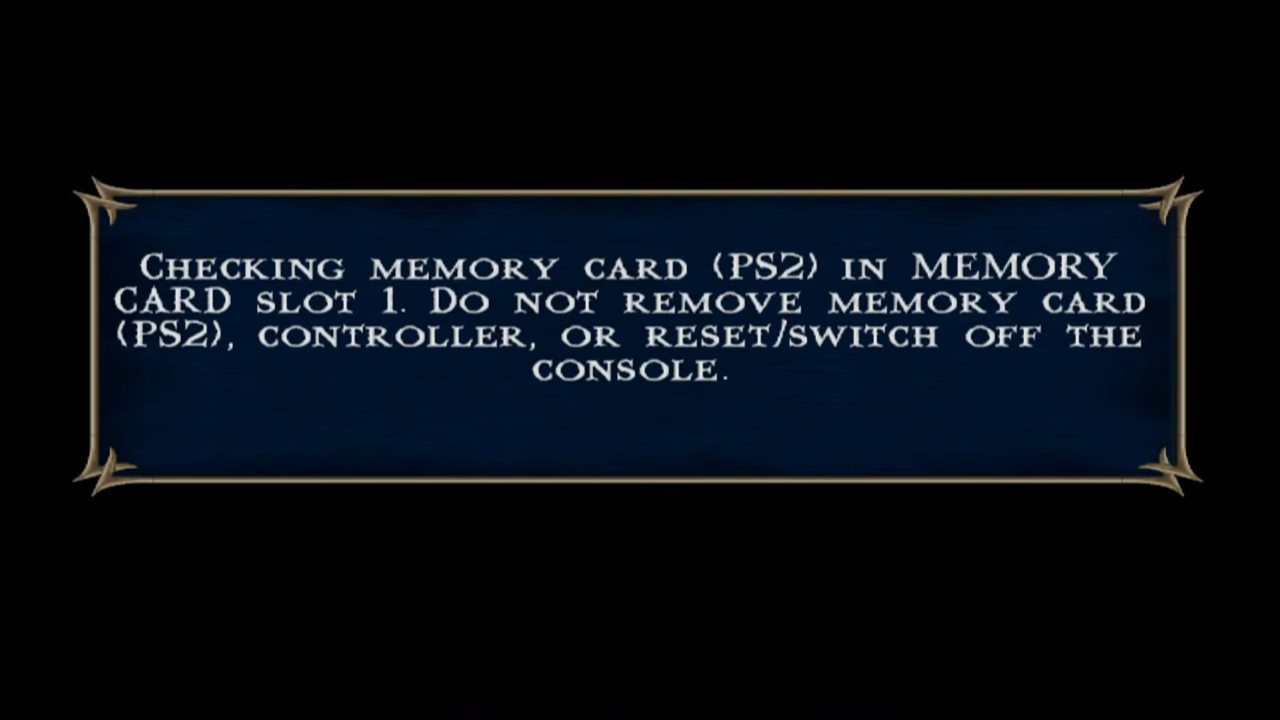 Checking memory card (PS2) in MEMORY
CARD slot 1. Do not remove memory card
(PS2), controller, or reset/switch off the
console.